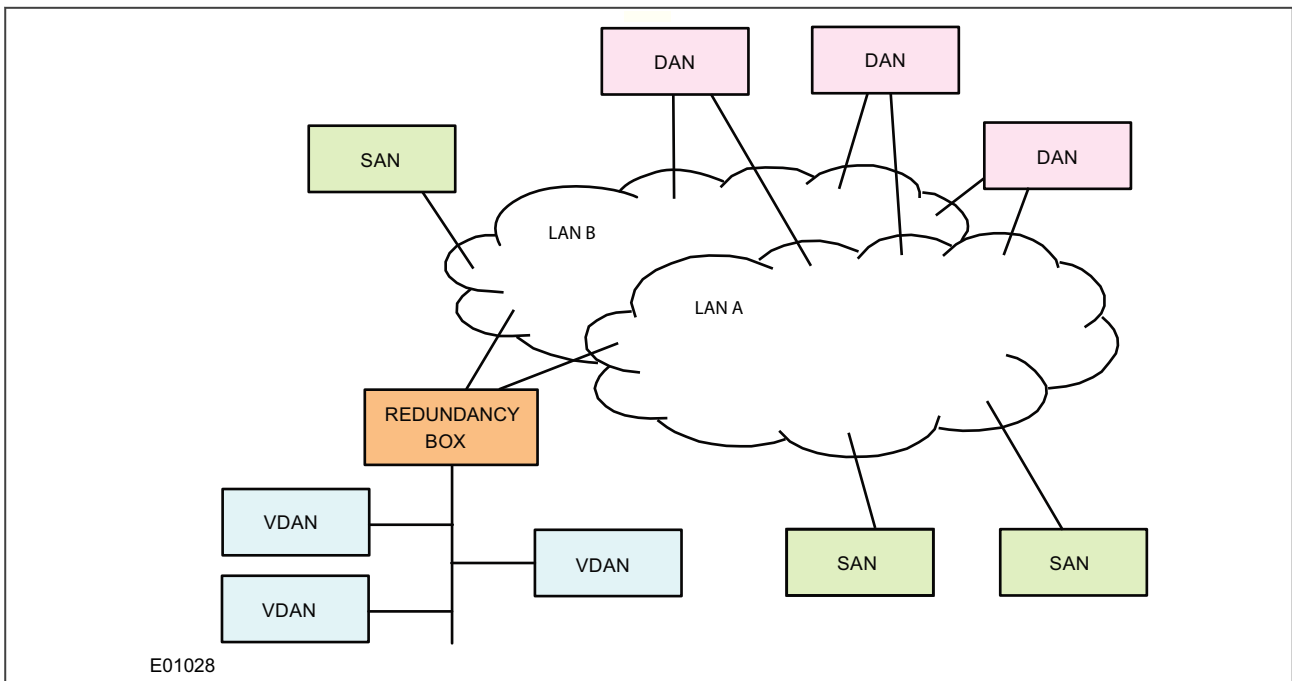 DAN
DAN
DAN
SAN
LAN B
LAN A
REDUNDANCY
BOX
VDAN
VDAN
VDAN
SAN
SAN
E01028